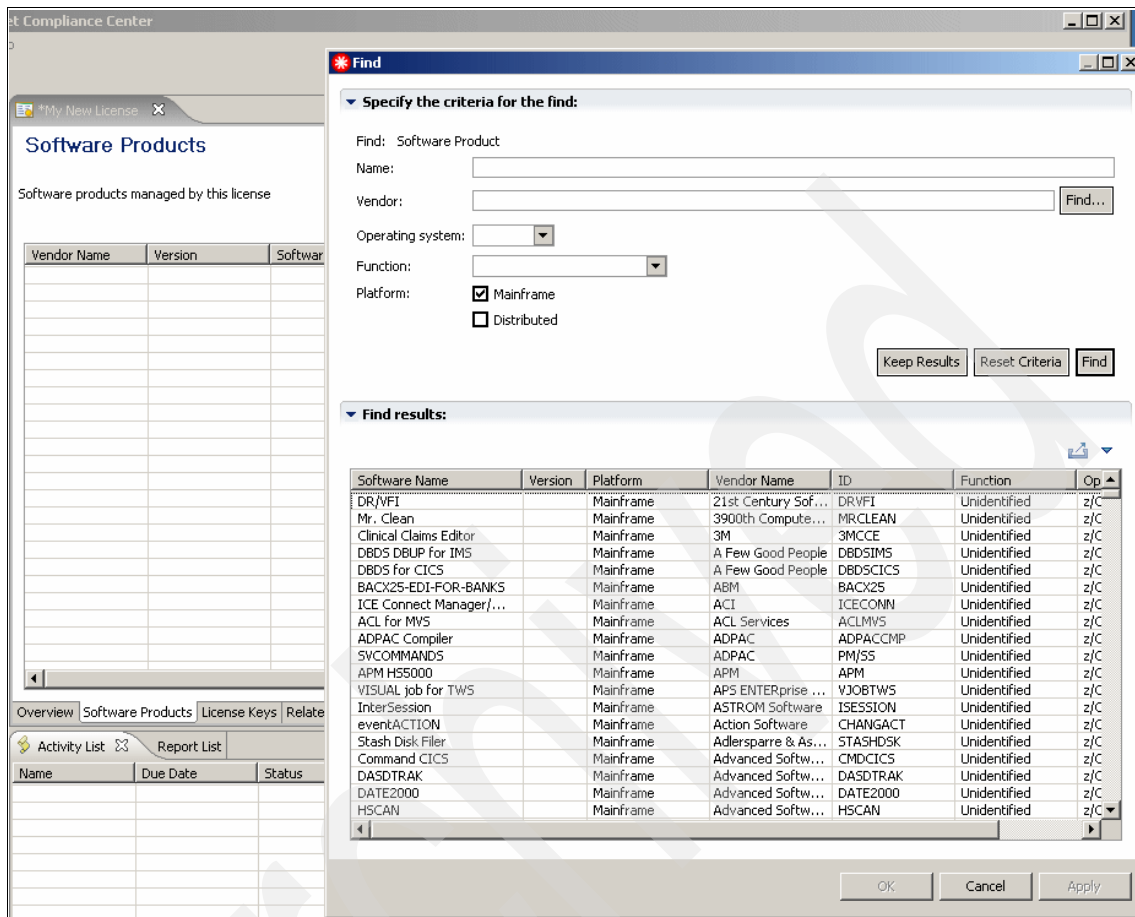 et Compliance Center
Find
*My New License
Specify the criteria for the find:
Software Products
Find: Software Product
Name:
Software products managed by this license
Vendor:
Find...
Operating system:
Vendor Name Version Softwar
Function:
Platform: Mainframe
Distributed
Keep Results Reset Criteria Find
Find results:
Software Name Version Platform Vendor Name ID Function Op
DR/VFI Mainframe 21st Century Sof... DRVFI Unidentified z/C
Mr. Clean Mainframe 3900th Compute... MRCLEAN Unidentified z/C
Clinical Claims Editor Mainframe 3M 3MCCE Unidentified z/C
DBDS DBUP for IMS Mainframe A Few Good People DBDSIMS Unidentified z/C
DBDS for CICS Mainframe A Few Good People DBDSCICS Unidentified z/C
BACX25-EDI-FOR-BANKS Mainframe ABM BACX25 Unidentified z/C
ICE Connect Manager/... Mainframe ACI ICECONN Unidentified z/C
ACL for MVS Mainframe ACL Services ACLMVS Unidentified z/C
ADPAC Compiler Mainframe ADPAC ADPACCMP Unidentified z/C
SVCOMMANDS Mainframe ADPAC PM/SS Unidentified z/C
APM HS5000 Mainframe APM APM Unidentified z/C
VISUAL job for TWS Mainframe APS ENTERprise ... VJOBTWS Unidentified z/C
InterSession Mainframe ASTROM Software ISESSION Unidentified z/C
eventACTION Mainframe Action Software CHANGACT Unidentified z/C
Stash Disk Filer Mainframe Adlersparre & As... STASHDSK Unidentified z/C
Command CICS Mainframe Advanced Softw... CMDCICS Unidentified z/C
DASDTRAK Mainframe Advanced Softw... DASDTRAK Unidentified z/C
DATE2000 Mainframe Advanced Softw... DATE2000 Unidentified z/C
HSCAN Mainframe Advanced Softw... HSCAN Unidentified z/C
Overview Software Products License Keys Relate
Activity List Report List
Name Due Date Status
OK Cancel Apply